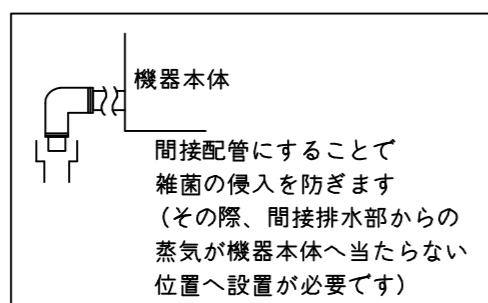 機器本体
間接配管にすることで
雑菌の侵入を防ぎます
（その際、間接排水部からの
蒸気が機器本体へ当たらない
位置へ設置が必要です）